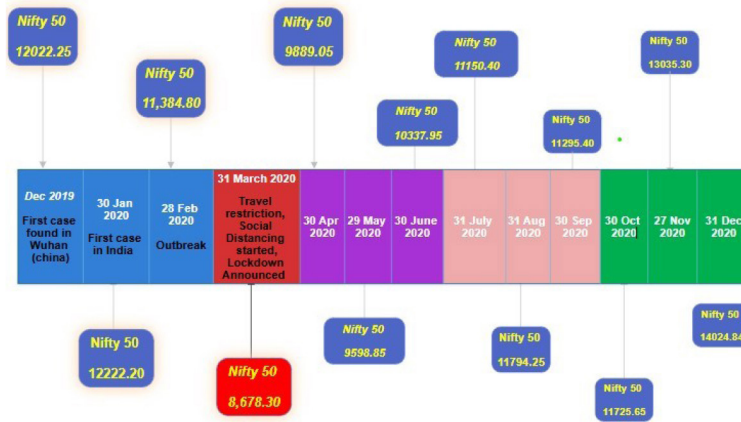 Nifty 50
12022.25
Nifty 50
11,384.80
Nifty 50
9889.05
Nifty 50
10337.95
Nifty 50
11150.40
Nifty 50
11295.40
Nifty 50
13035.30
Dec 2019
First case
found in
Wuhan
(china)
30 Jan
2020
First case
in India
28 Feb
2020
Outbreak
31 March 2020
Travel
restriction,
Social
Distancing
started,
Lockdown
Announced
30 Apr
2020
29 May
2020
30 June
2020
31 July
2020
31 Aug
2020
30 Sep
2020
30 Oct
2020
27 Nov
2020
31 Dec
2020
Nifty 50
12222.20
Nifty 50
8,678.30
Nifty 50
9598.85
Nifty 50
11794.25
Nifty 50
11725.65
Nifty 50
14024.84